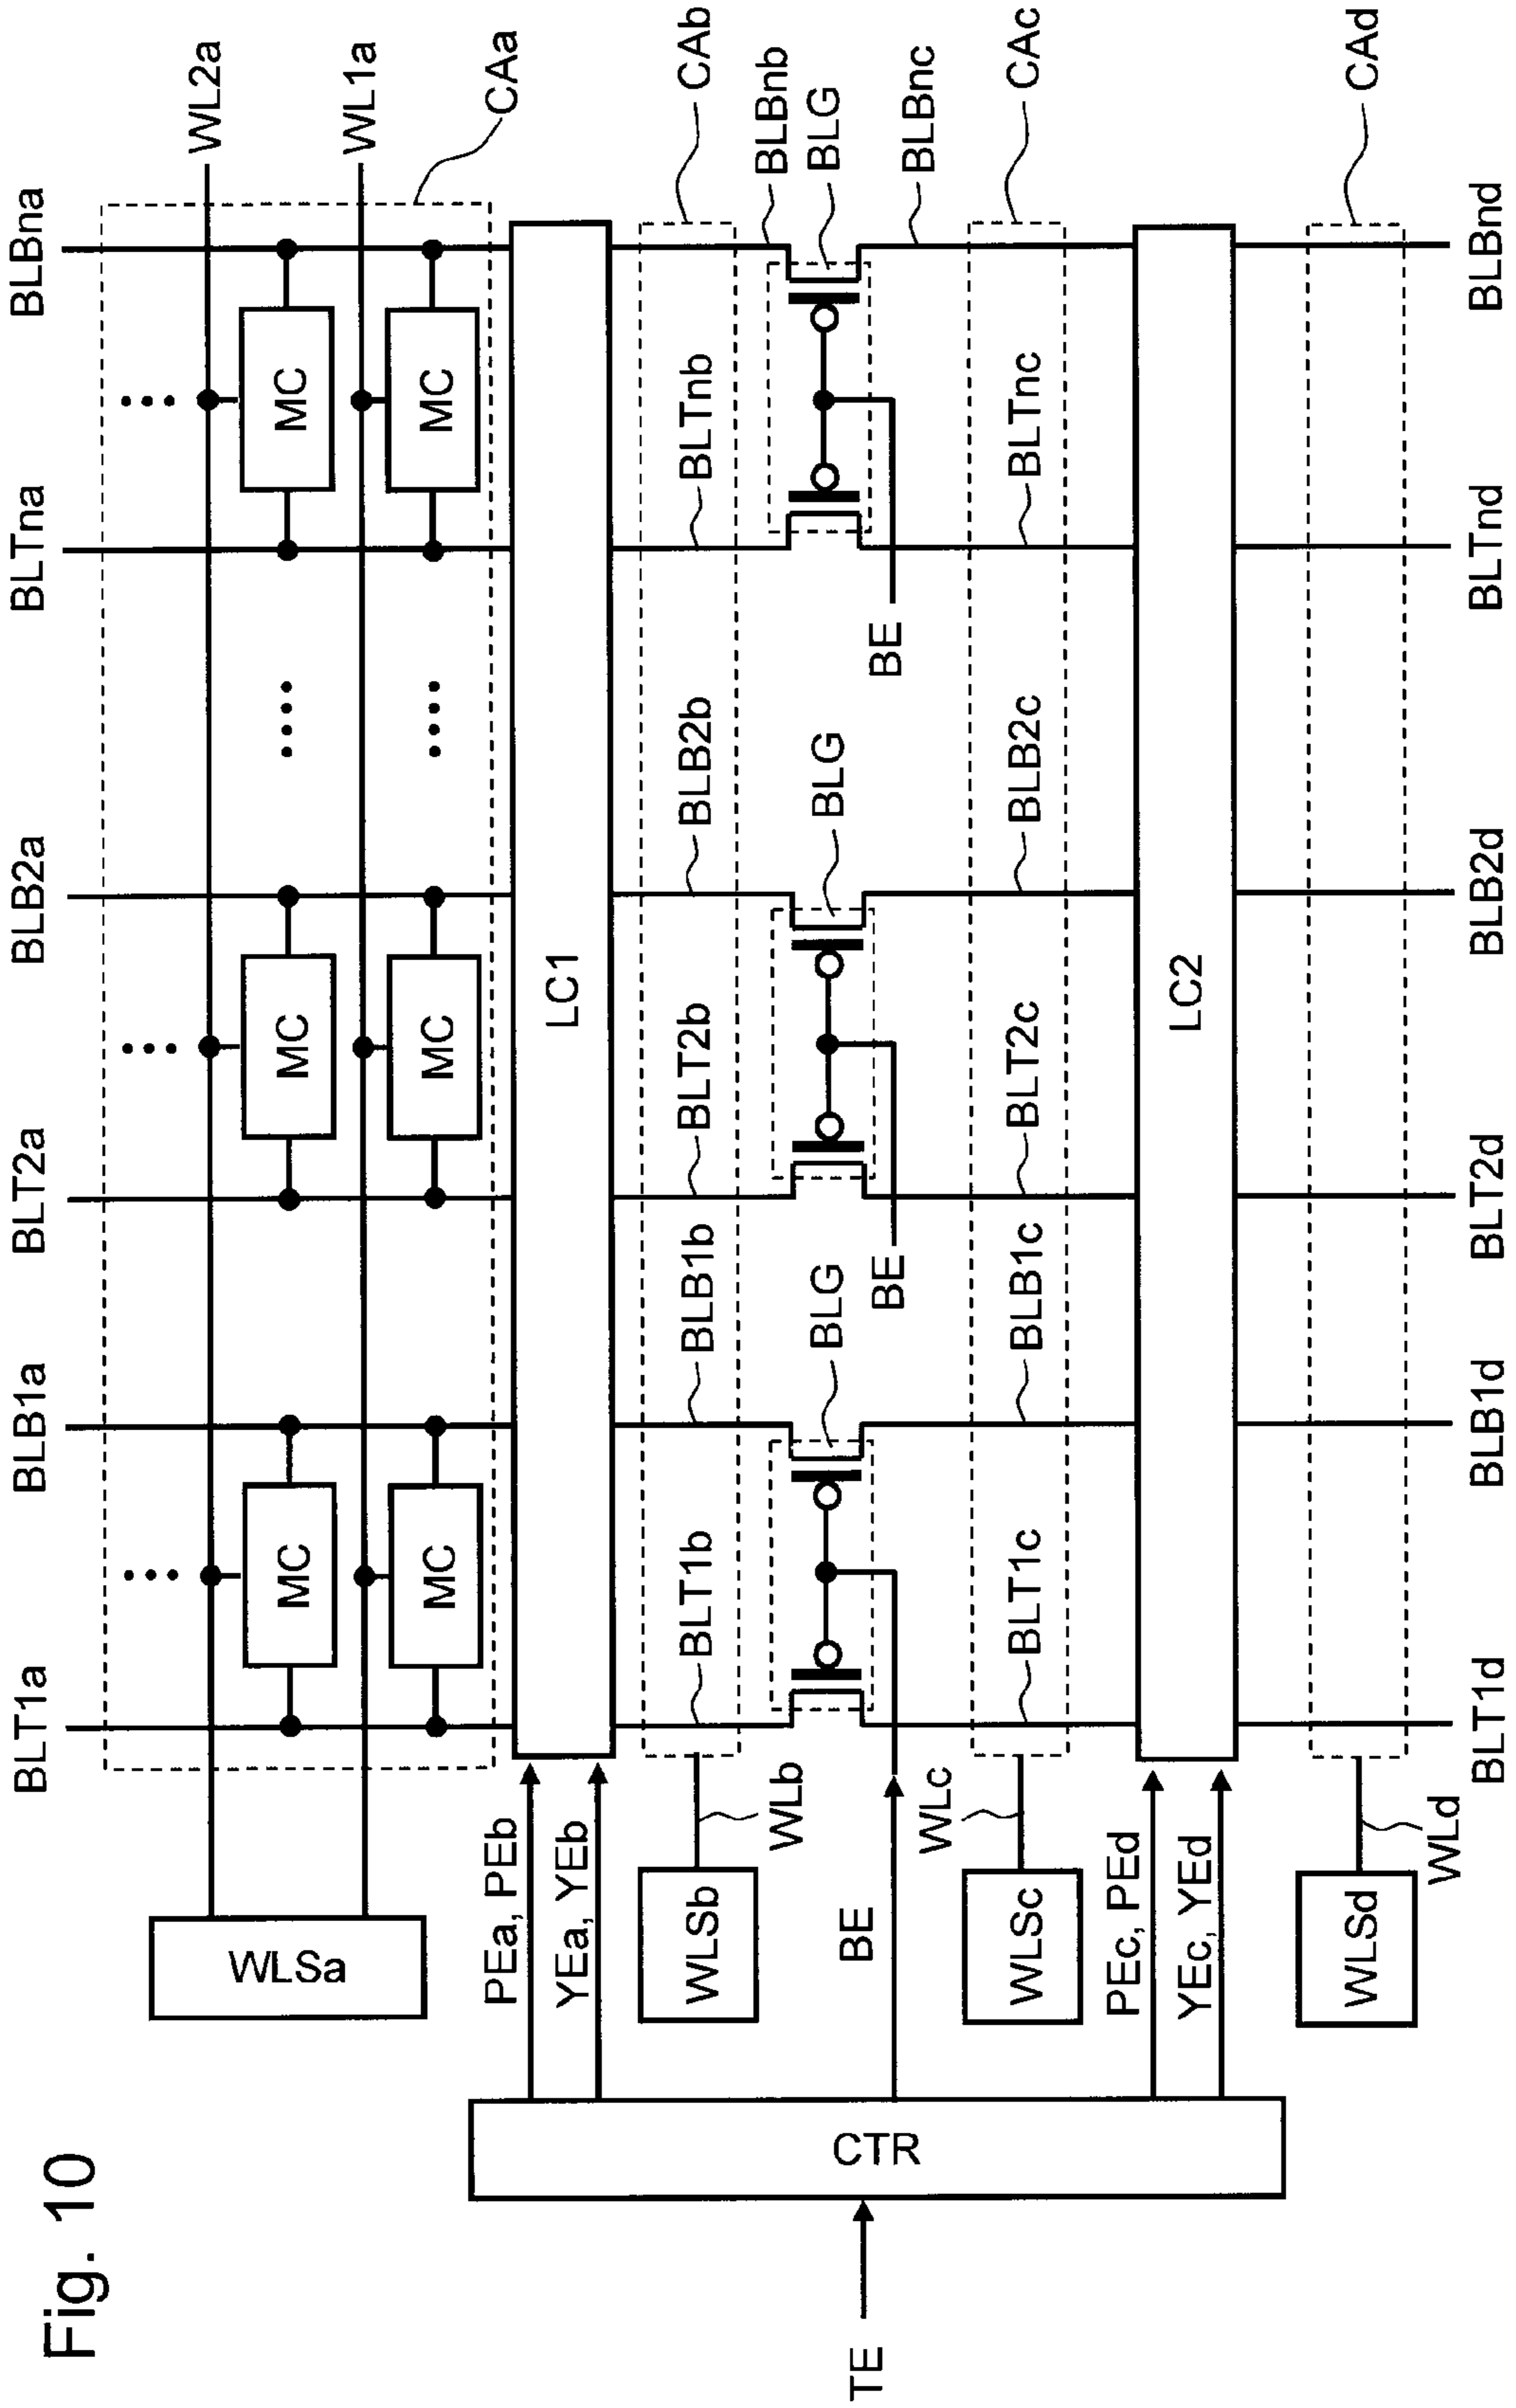 Fig. 10
BLT1a
BLB1a
BLT2a
BLB2a
BLTna
BLBna
WL2a
WL1a
CAa
WLSa
MC
MC
MC
MC
MC
MC
PEa, PEb
YEa, YEb
LC1
CAb
BLT1b
BLB1b
BLT2b
BLB2b
BLTnb
BLBnb
WLSb
WLb
BLG
BLG
BLG
TE
CTR
BE
BE
BE
WLSc
WLc
BLT1c
BLB1c
BLT2c
BLB2c
BLTnc
BLBnc
CAc
PEc, PEd
YEc, YEd
LC2
WLSd
WLd
CAd
BLT1d
BLB1d
BLT2d
BLB2d
BLTnd
BLBnd